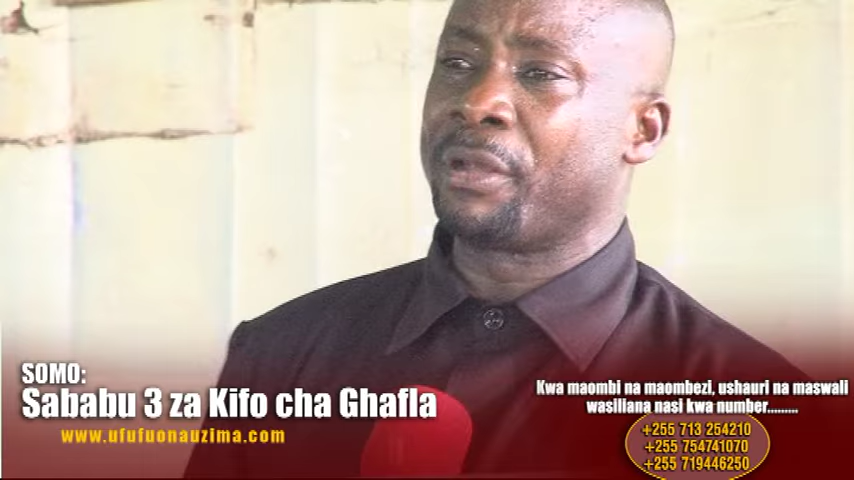 SOMO:
Sababu 3 za Kifo cha Ghafla
www.ufufuonauzima.com
Kwa maombi na maombezi, ushauri na maswali
wasiliana nasi kwa number.........
+255 713 254210
+255 754741070
+255 719446250